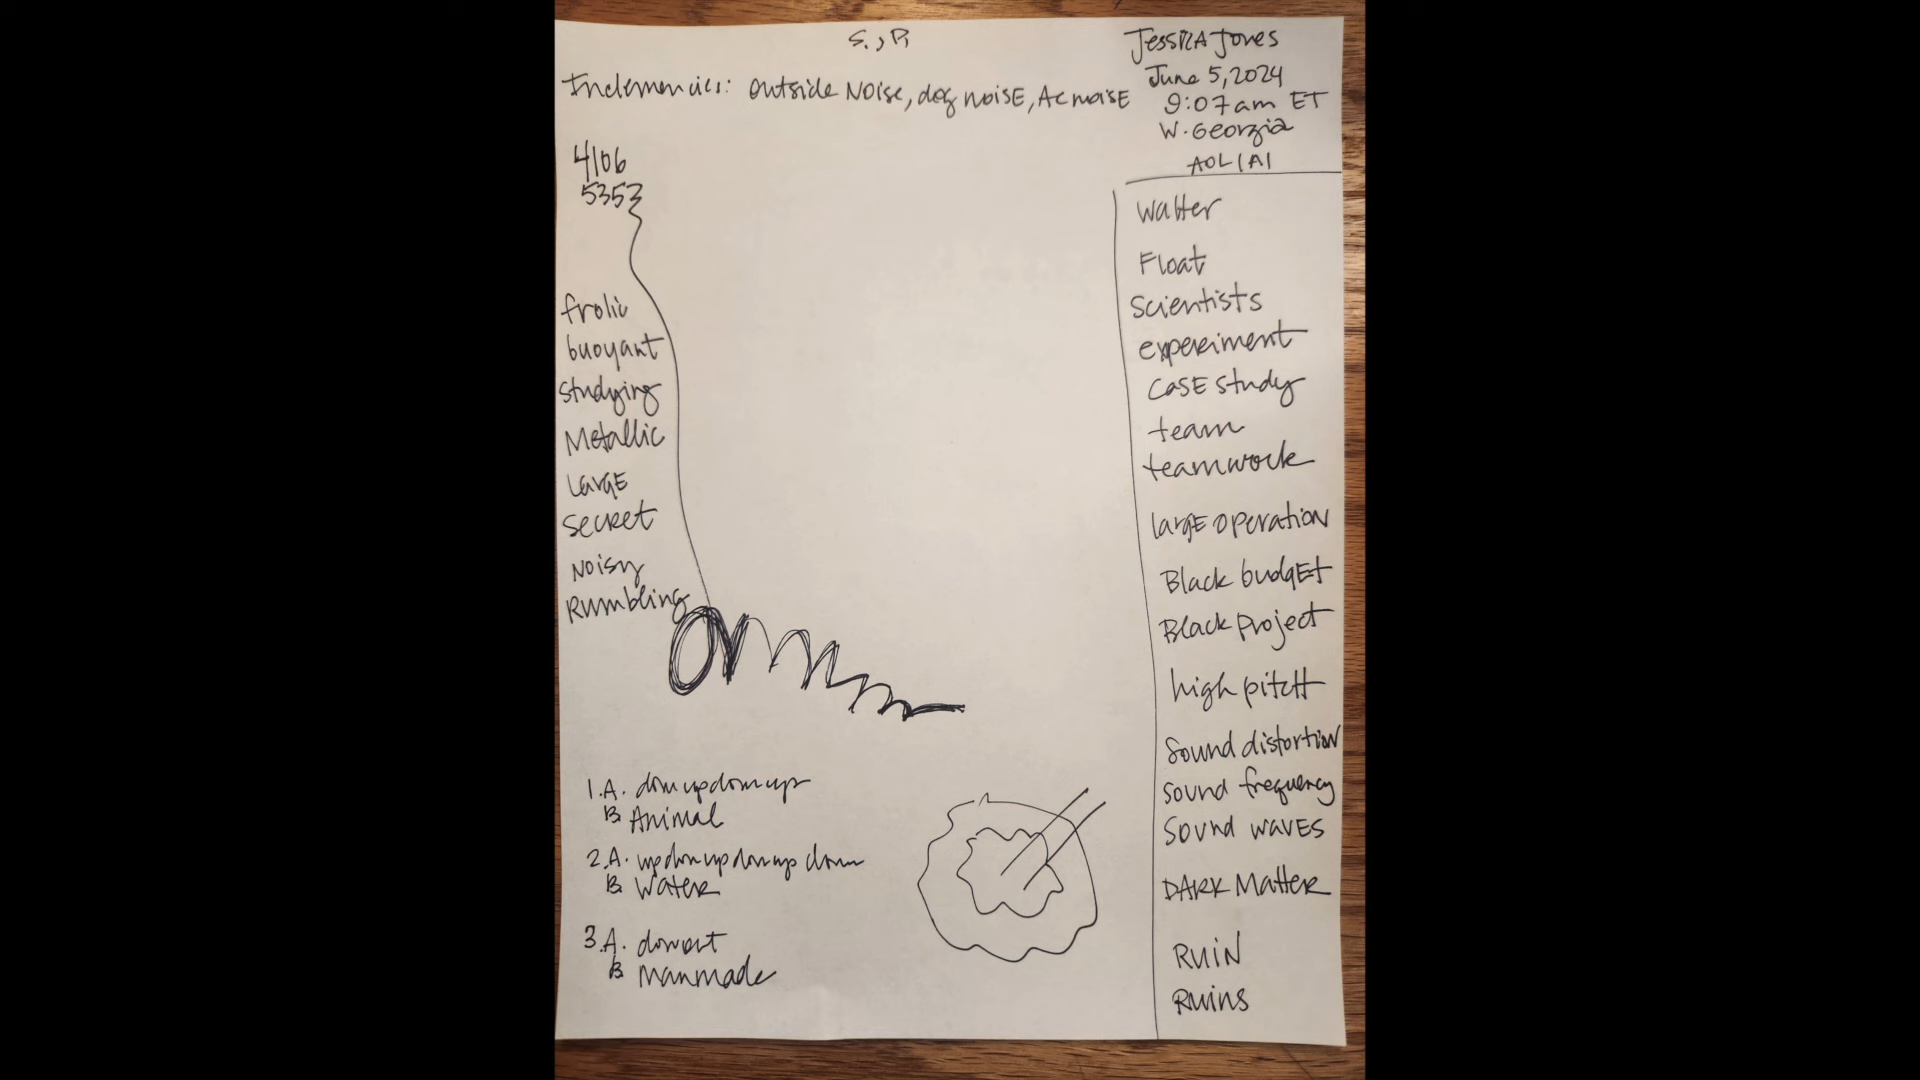 S., P,
Jessica Jones
June 5, 2024
9:07am ET
W. Georgia
Inclemencies: Outside Noise, dog noisE, AC noisE
4106
5353
frolic
buoyant
Studying
Metallic
LargE
Secret
Noisy
Rumbling
1. A. down up down up
B. Animal
2. A. up down up down up down
B. Water
3. A. down out
B. Manmade
AOL/AI
Walter
Float
Scientists
experiment
CasE Study
team
teamwork
largE operation
Black budgEt
Black project
high pitch
Sound distortion
Sound frequency
Sound wavEs
DARK MattER
RUIN
Ruins